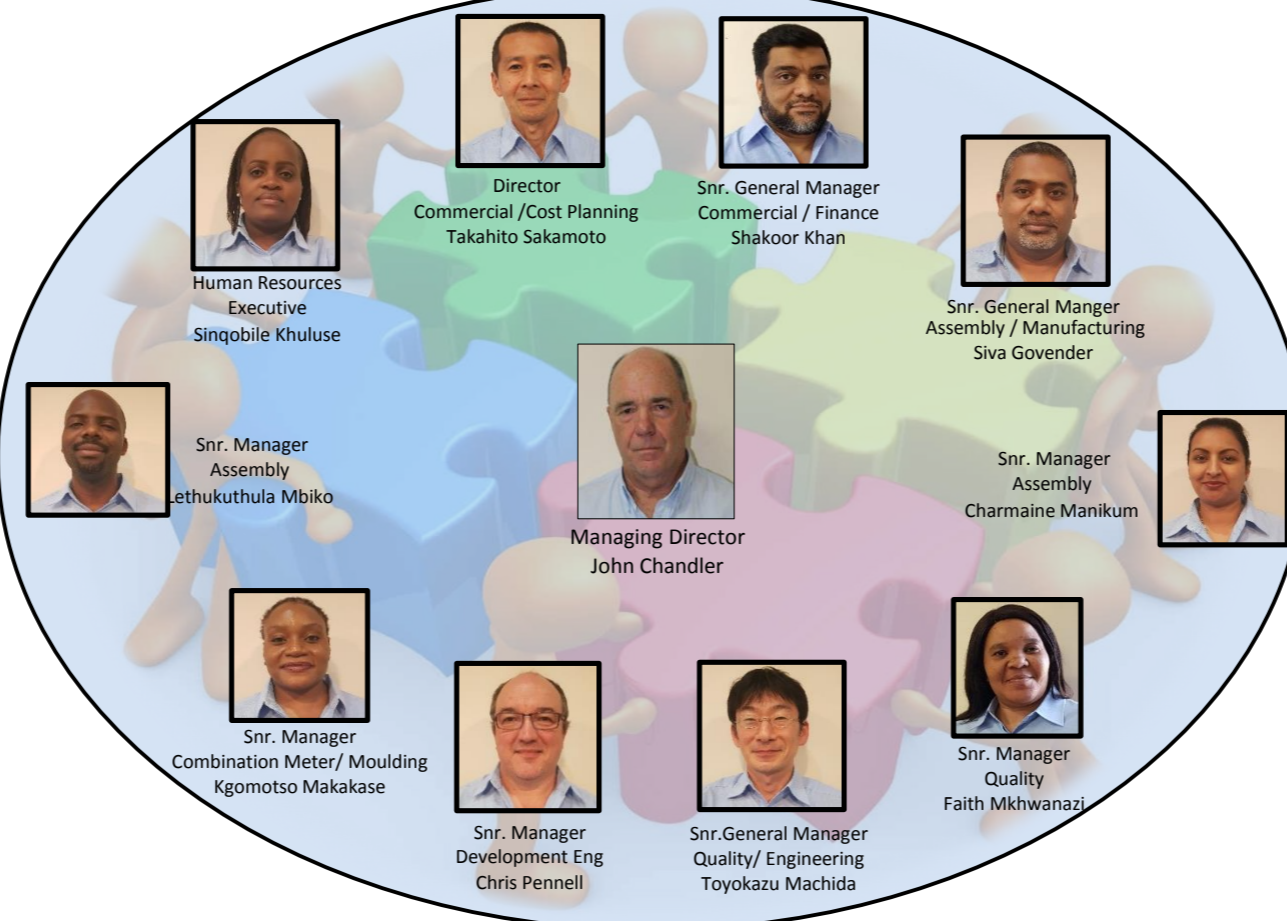 Director
Commercial /Cost Planning
Takahito Sakamoto
Snr. General Manager
Commercial / Finance
Shakoor Khan
Human Resources
Executive
Sinqobile Khuluse
Snr. General Manger
Assembly / Manufacturing
Siva Govender
Snr. Manager
Assembly
Lethukuthula Mbiko
Managing Director
John Chandler
Snr. Manager
Assembly
Charmaine Manikum
Snr. Manager
Combination Meter/ Moulding
Kgomotso Makakase
Snr. Manager
Development Eng
Chris Pennell
Snr.General Manager
Quality/ Engineering
Toyokazu Machida
Snr. Manager
Quality
Faith Mkhwanazi